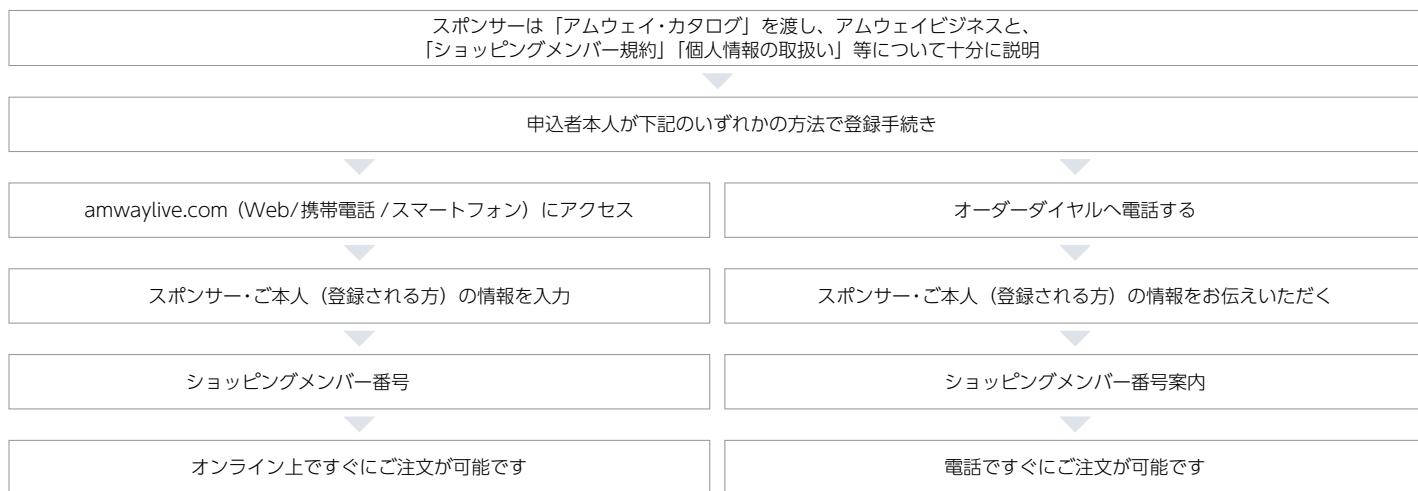 スポンサーは「アムウェイ・カタログ」を渡し、アムウェイビジネスと、
「ショッピングメンバー規約」「個人情報の取扱い」等について十分に説明
申込者本人が下記のいずれかの方法で登録手続き
amwaylive.com（Web/携帯電話/スマートフォン）にアクセス
オーダーダイヤルへ電話する
スポンサー・ご本人（登録される方）の情報を入力
スポンサー・ご本人（登録される方）の情報をお伝えいただく
ショッピングメンバー番号
ショッピングメンバー番号案内
オンライン上ですぐにご注文が可能です
電話ですぐにご注文が可能です